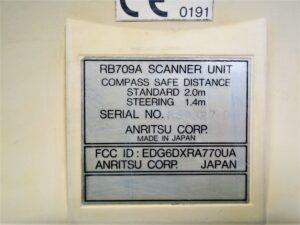 CE 0191
RB709A SCANNER UNIT
COMPASS SAFE DISTANCE
STANDARD 2.0m
STEERING 1.4m
SERIAL NO.
ANRITSU CORP.
MADE IN JAPAN
FCC ID : EDG6DXRA770UA
ANRITSU CORP. JAPAN